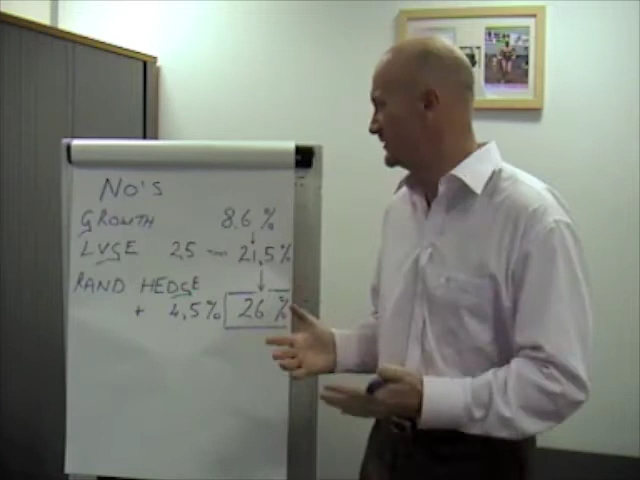 NO'S
GROWTH 8.6 %
LVGE 2,5 — 21,5 %
RAND HEDGE
+ 4,5% 26 %